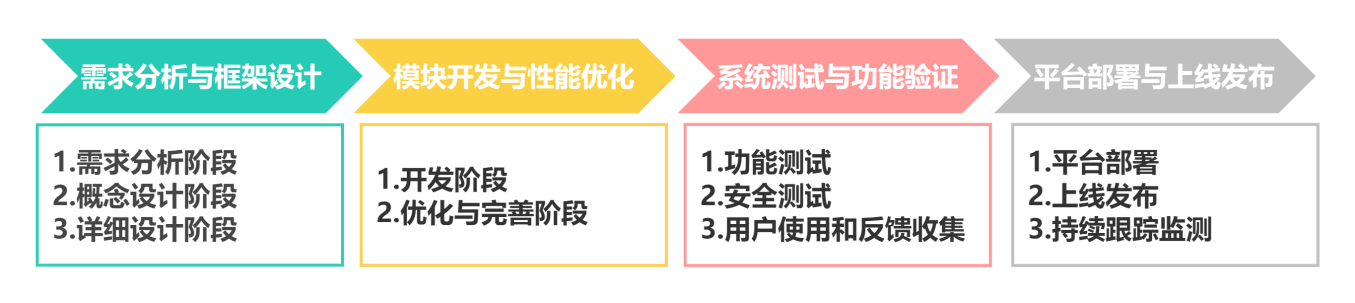 需求分析与框架设计
1.需求分析阶段
2.概念设计阶段
3.详细设计阶段
模块开发与性能优化
1.开发阶段
2.优化与完善阶段
系统测试与功能验证
1.功能测试
2.安全测试
3.用户使用和反馈收集
平台部署与上线发布
1.平台部署
2.上线发布
3.持续跟踪监测